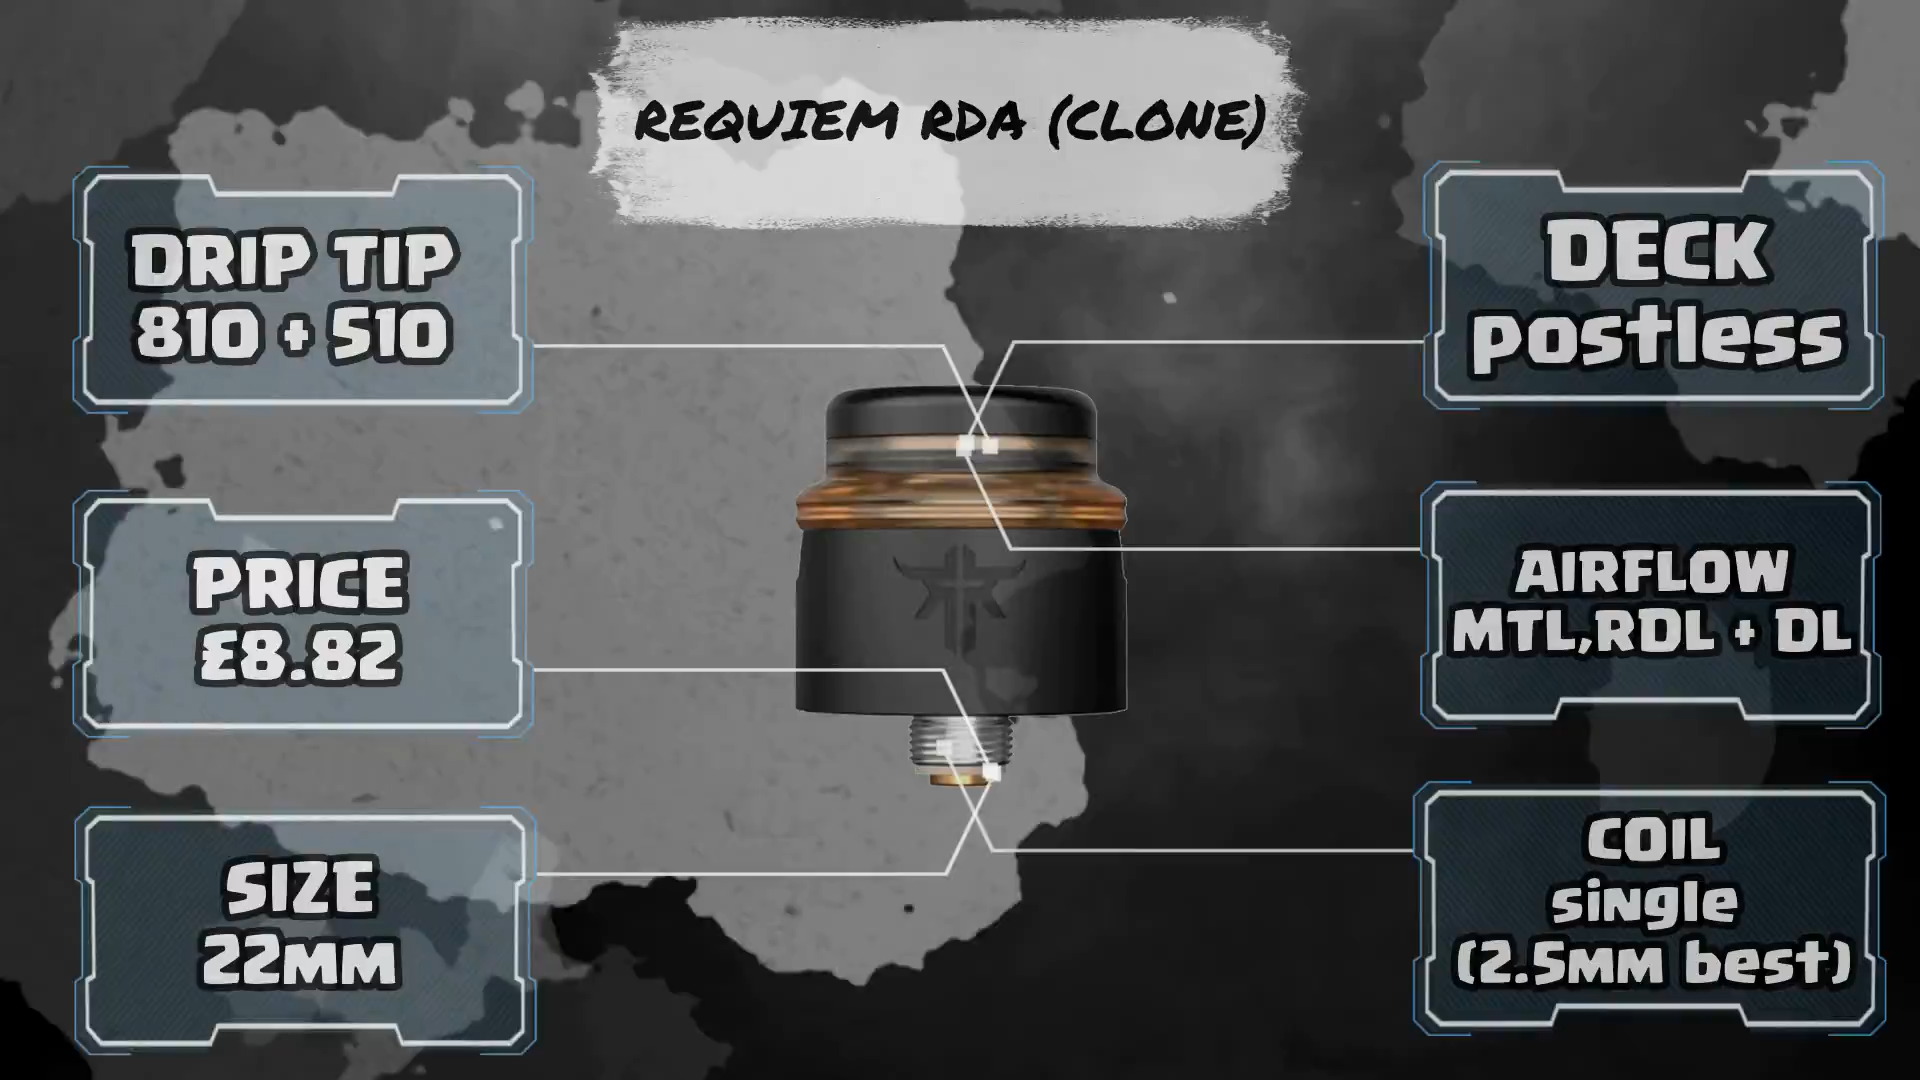 REQUIEM RDA (CLONE)
DRIP TIP
810 + 510
PRICE
£8.82
SIZE
22MM
DECK
postless
AIRFLOW
MTL,RDL + DL
COIL
single
(2.5MM best)